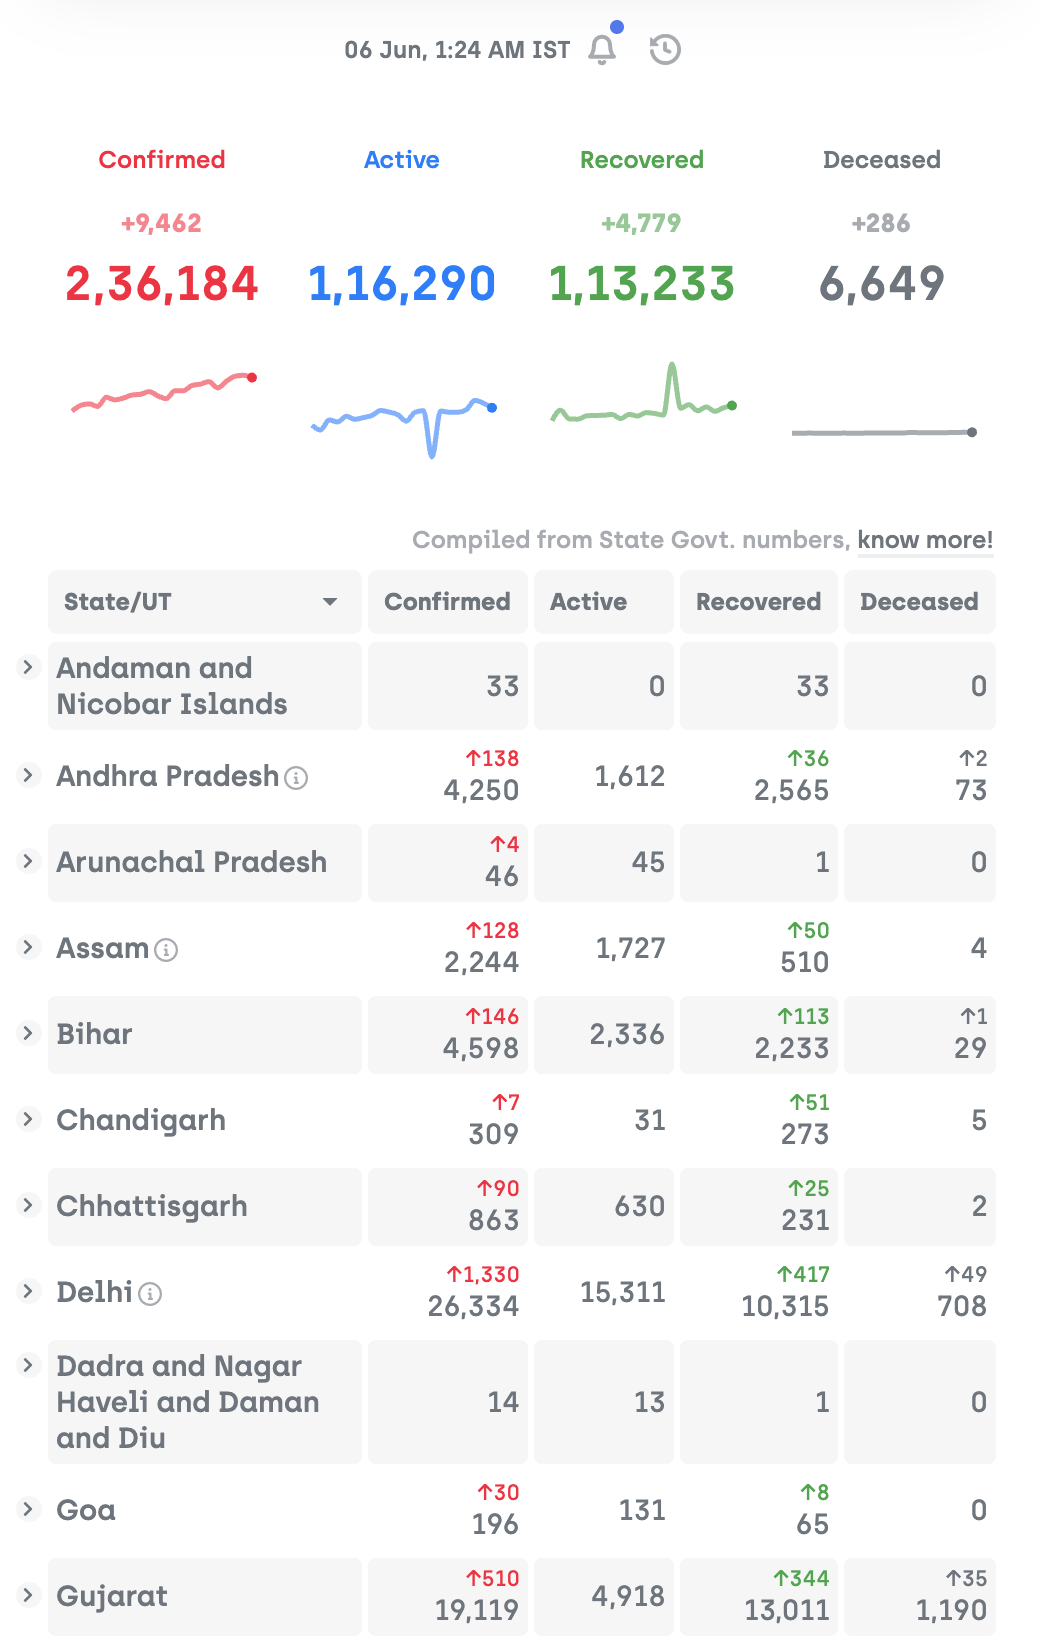 06 Jun, 1:24 AM IST
Confirmed Active Recovered Deceased
+9,462 +4,779 +286
2,36,184 1,16,290 1,13,233 6,649
Compiled from State Govt. numbers, know more!
State/UT Confirmed Active Recovered Deceased
Andaman and
Nicobar Islands 33 0 33 0
↑138 ↑36 ↑2
Andhra Pradesh 4,250 1,612 2,565 73
↑4
Arunachal Pradesh 46 45 1 0
↑128 ↑50
Assam 2,244 1,727 510 4
↑146 ↑113 ↑1
Bihar 4,598 2,336 2,233 29
↑7 ↑51
Chandigarh 309 31 273 5
↑90 ↑25
Chhattisgarh 863 630 231 2
↑1,330 ↑417 ↑49
Delhi 26,334 15,311 10,315 708
Dadra and Nagar
Haveli and Daman 14 13 1 0
and Diu
↑30 ↑8
Goa 196 131 65 0
↑510 ↑344 ↑35
Gujarat 19,119 4,918 13,011 1,190